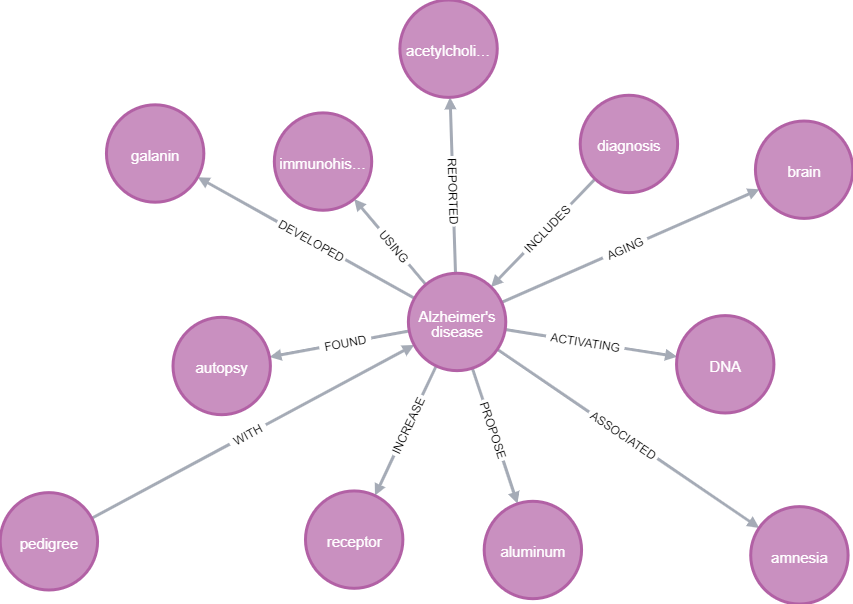 acetylcholi...
galanin
immunohis...
diagnosis
brain
REPORTED
DEVELOPED
USING
INCLUDES
AGING
Alzheimer's
disease
autopsy
FOUND
ACTIVATING
DNA
WITH
INCREASE
PROPOSE
ASSOCIATED
pedigree
receptor
aluminum
amnesia